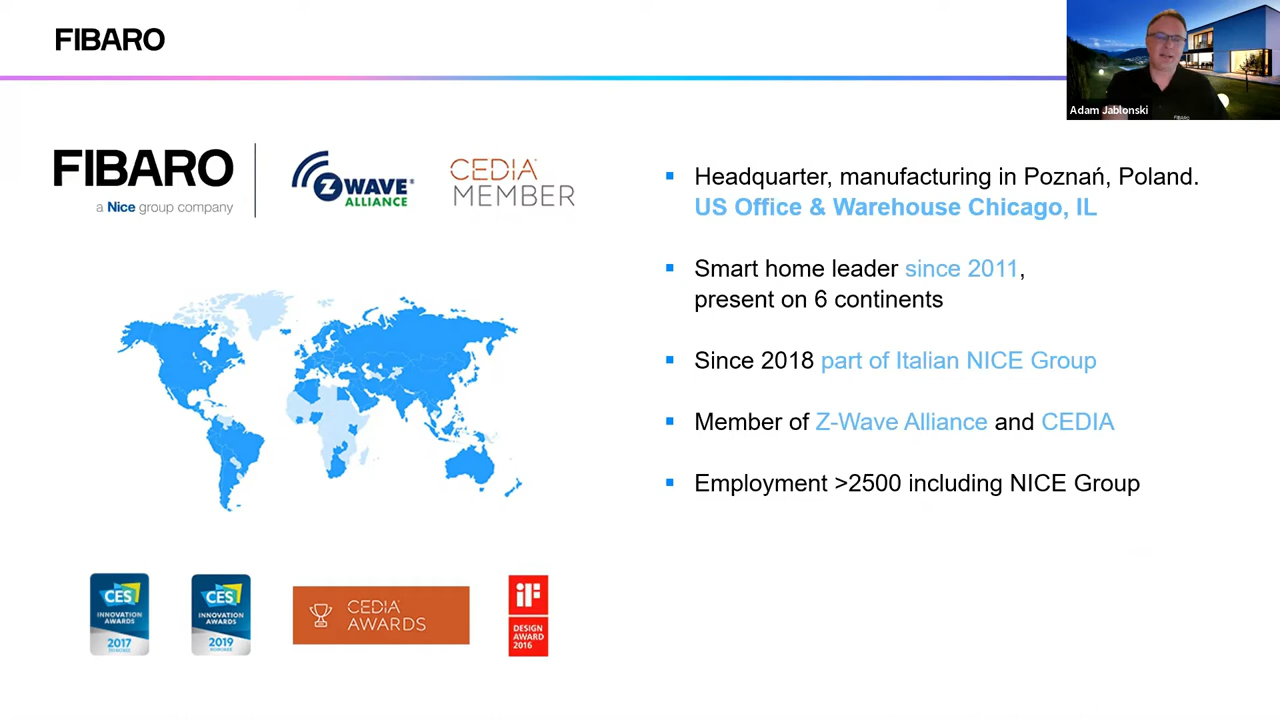 FIBARO
Adam Jablonski
FIBARO
a Nice group company
Z WAVE
ALLIANCE
CEDIA
MEMBER
Headquarter, manufacturing in Poznań, Poland.
US Office & Warehouse Chicago, IL
Smart home leader since 2011,
present on 6 continents
Since 2018 part of Italian NICE Group
Member of Z-Wave Alliance and CEDIA
Employment >2500 including NICE Group
CES
INNOVATION
AWARDS
2017
CES
INNOVATION
AWARDS
2019
CEDIA
AWARDS
iF
DESIGN
AWARD
2016